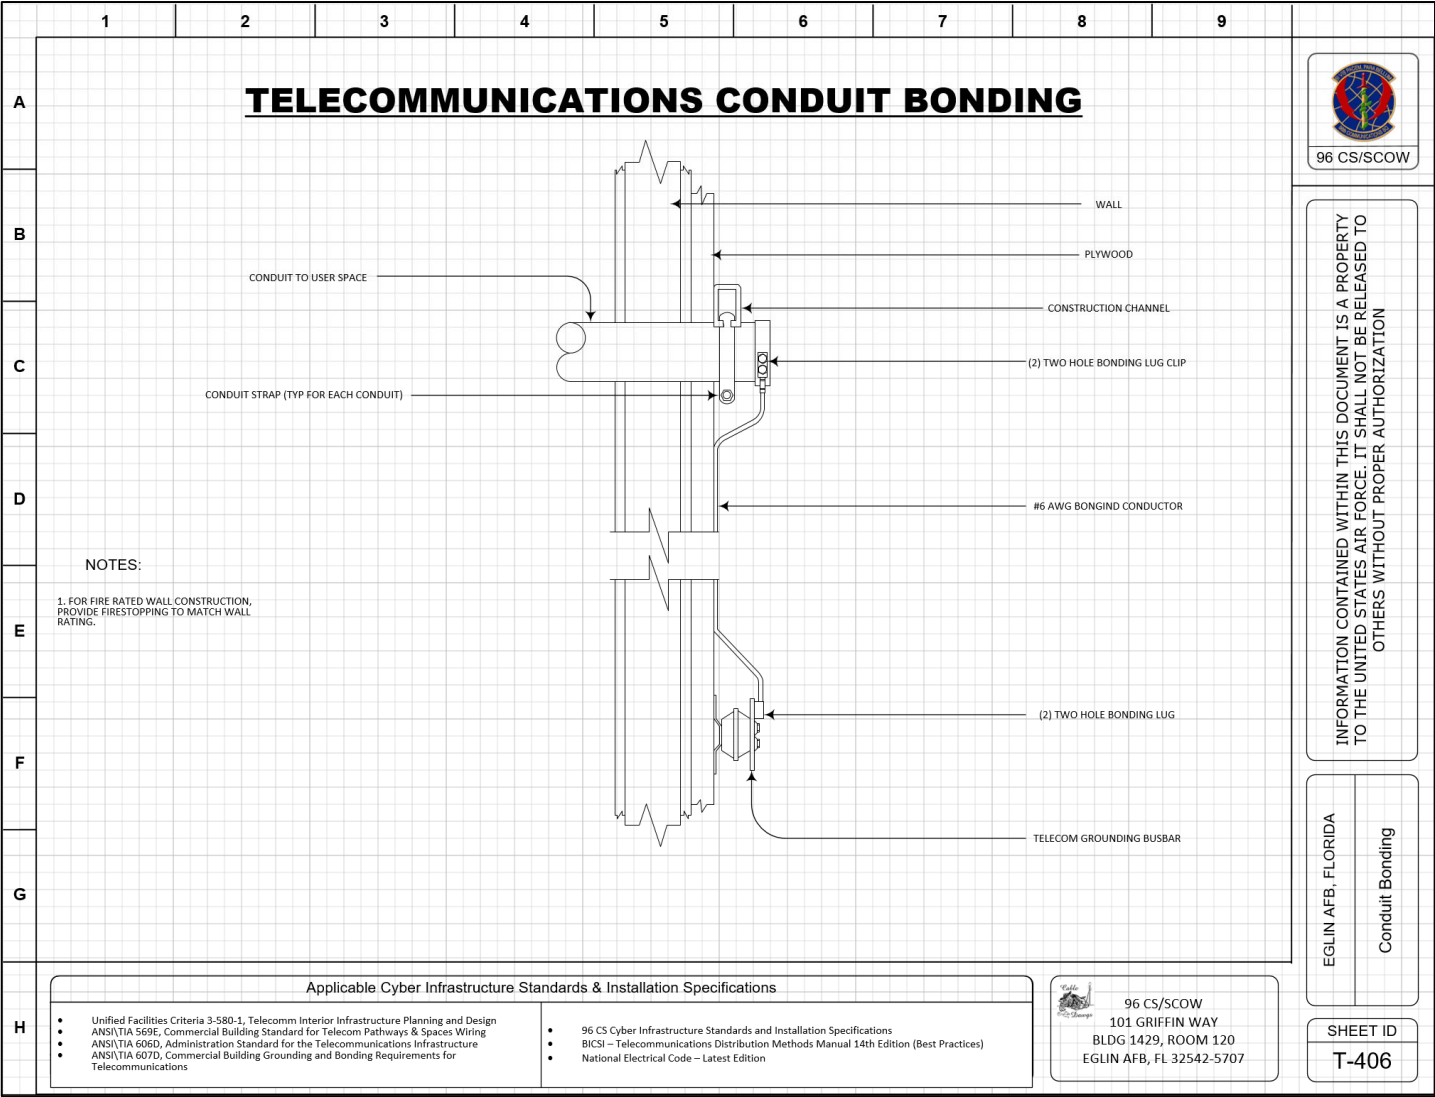 1 2 3 4 5 6 7 8 9
A
B
C
D
E
F
G
H
TELECOMMUNICATIONS CONDUIT BONDING
WALL
PLYWOOD
CONDUIT TO USER SPACE
CONSTRUCTION CHANNEL
(2) TWO HOLE BONDING LUG CLIP
CONDUIT STRAP (TYP FOR EACH CONDUIT)
#6 AWG BONGIND CONDUCTOR
NOTES:
1. FOR FIRE RATED WALL CONSTRUCTION,
PROVIDE FIRESTOPPING TO MATCH WALL
RATING.
(2) TWO HOLE BONDING LUG
TELECOM GROUNDING BUSBAR
96 CS/SCOW
INFORMATION CONTAINED WITHIN THIS DOCUMENT IS A PROPERTY
TO THE UNITED STATES AIR FORCE. IT SHALL NOT BE RELEASED TO
OTHERS WITHOUT PROPER AUTHORIZATION
EGLIN AFB, FLORIDA
Conduit Bonding
Applicable Cyber Infrastructure Standards & Installation Specifications
• Unified Facilities Criteria 3-580-1, Telecomm Interior Infrastructure Planning and Design
• ANSI\TIA 569E, Commercial Building Standard for Telecom Pathways & Spaces Wiring
• ANSI\TIA 606D, Administration Standard for the Telecommunications Infrastructure
• ANSI\TIA 607D, Commercial Building Grounding and Bonding Requirements for
Telecommunications
• 96 CS Cyber Infrastructure Standards and Installation Specifications
• BICSI – Telecommunications Distribution Methods Manual 14th Edition (Best Practices)
• National Electrical Code – Latest Edition
Cable
96 CS/SCOW
101 GRIFFIN WAY
BLDG 1429, ROOM 120
EGLIN AFB, FL 32542-5707
SHEET ID
T-406